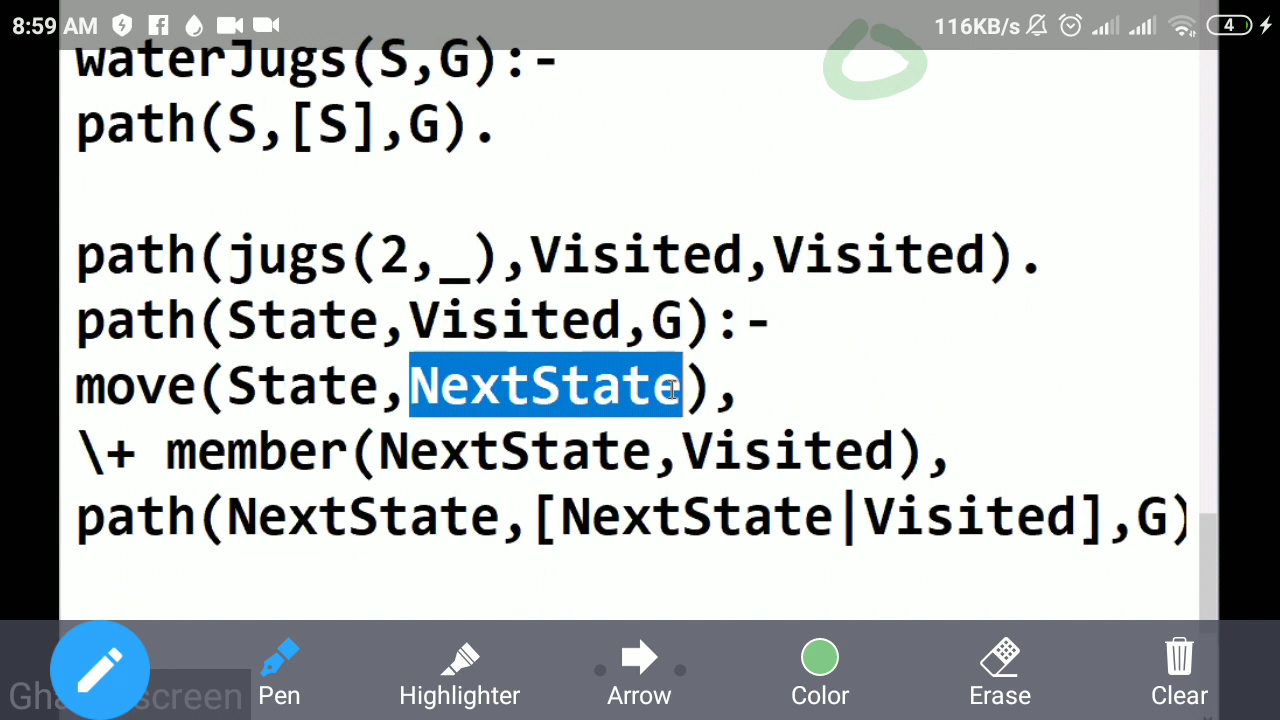 8:59 AM
116KB/s
4
waterJugs(S,G):-
path(S,[S],G).
path(jugs(2,_),Visited,Visited).
path(State,Visited,G):-
move(State,NextState),
\+ member(NextState,Visited),
path(NextState,[NextState|Visited],G)
screen
Pen
Highlighter
Arrow
Color
Erase
Clear